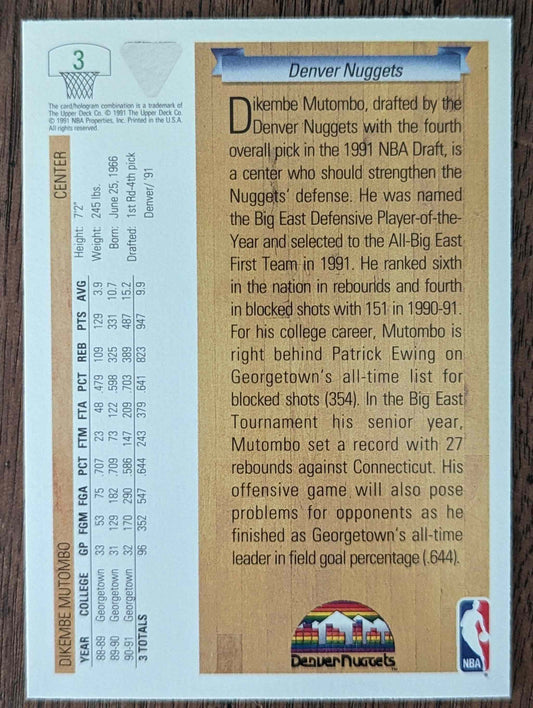 3
The card/hologram combination is a trademark of
The Upper Deck Co. © 1991 The Upper Deck Co.
© 1991 NBA Properties, Inc. Printed in the U.S.A.
All rights reserved.
DIKEMBE MUTOMBO CENTER
Height: 7'2"
Weight: 245 lbs.
Born: June 25, 1966
Drafted: 1st Rd-4th pick
Denver/ '91
YEAR COLLEGE GP FGM FGA PCT FTM FTA PCT REB PTS AVG
88-89 Georgetown 33 53 75 707 23 48 479 109 129 3.9
89-90 Georgetown 31 129 182 709 73 122 598 325 331 10.7
90-91 Georgetown 32 170 290 586 147 209 703 389 487 15.2
3 TOTALS 96 352 547 644 243 379 641 823 947 9.9
Denver Nuggets
Dikembe Mutombo, drafted by the
Denver Nuggets with the fourth
overall pick in the 1991 NBA Draft, is
a center who should strengthen the
Nuggets' defense. He was named
the Big East Defensive Player-of-the-
Year and selected to the All-Big East
First Team in 1991. He ranked sixth
in the nation in rebounds and fourth
in blocked shots with 151 in 1990-91.
For his college career, Mutombo is
right behind Patrick Ewing on
Georgetown's all-time list for
blocked shots (354). In the Big East
Tournament his senior year,
Mutombo set a record with 27
rebounds against Connecticut. His
offensive game will also pose
problems for opponents as he
finished as Georgetown's all-time
leader in field goal percentage (.644).
Denver Nuggets
™
NBA
®